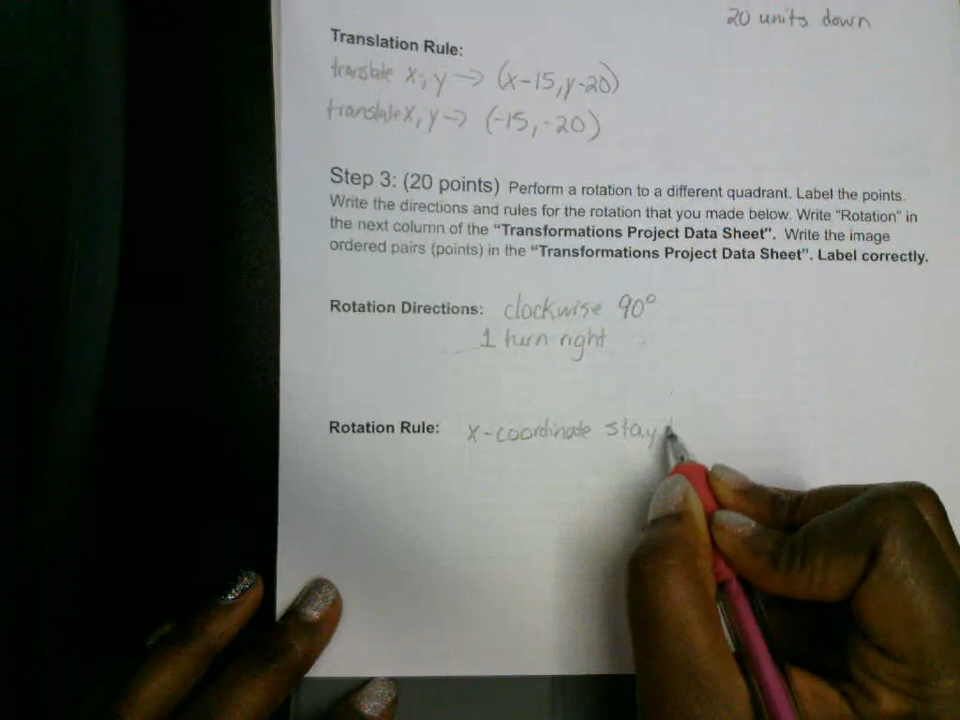 20 units down
Translation Rule:
translate x, y → (x-15, y-20)
translate x, y → (-15, -20)
Step 3: (20 points) Perform a rotation to a different quadrant. Label the points.
Write the directions and rules for the rotation that you made below. Write "Rotation" in
the next column of the "Transformations Project Data Sheet". Write the image
ordered pairs (points) in the "Transformations Project Data Sheet". Label correctly.
Rotation Directions: clockwise 90°
1 turn right
Rotation Rule: x-coordinate stay